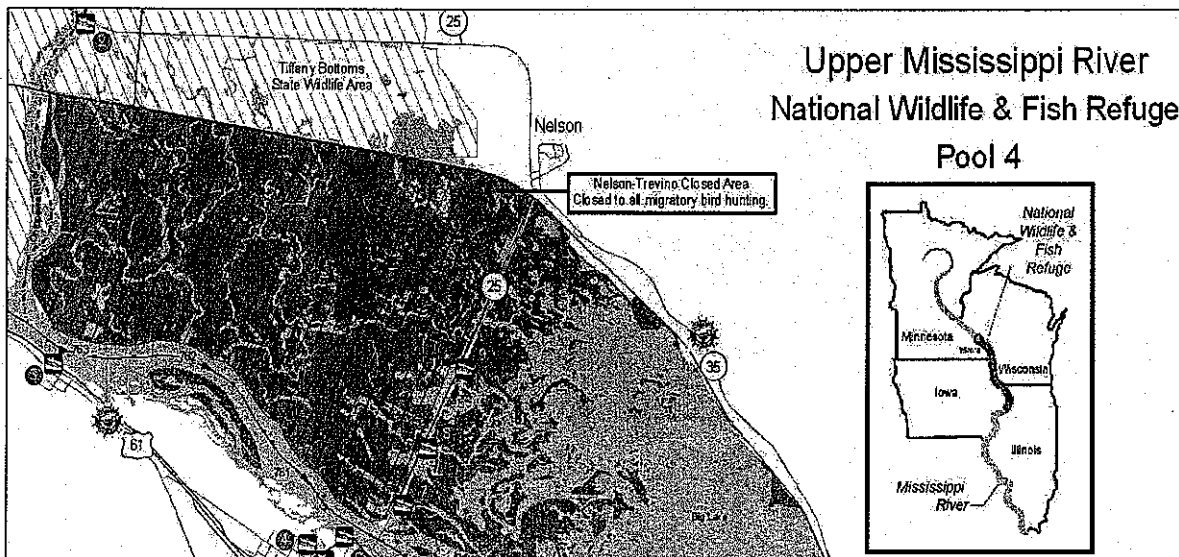 Upper Mississippi River
National Wildlife & Fish Refuge
Pool 4
25
Tiffany Bottoms
State Wildlife Area
Nelson
Nelson-Trevino Closed Area
Closed to all migratory bird hunting.
25
35
61
Big Lake
National
Wildlife &
Fish
Refuge
Minnesota
Wisconsin
Iowa
Illinois
Mississippi
River